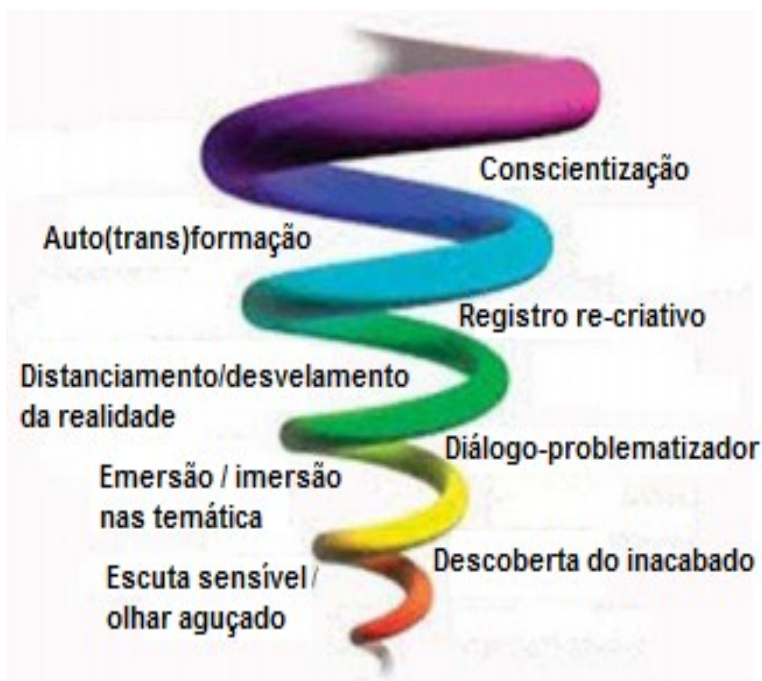 Conscientização
Auto(trans)formação
Registro re-criativo
Distanciamento/desvelamento
da realidade
Diálogo-problematizador
Emersão / imersão
nas temática
Descoberta do inacabado
Escuta sensível/
olhar aguçado